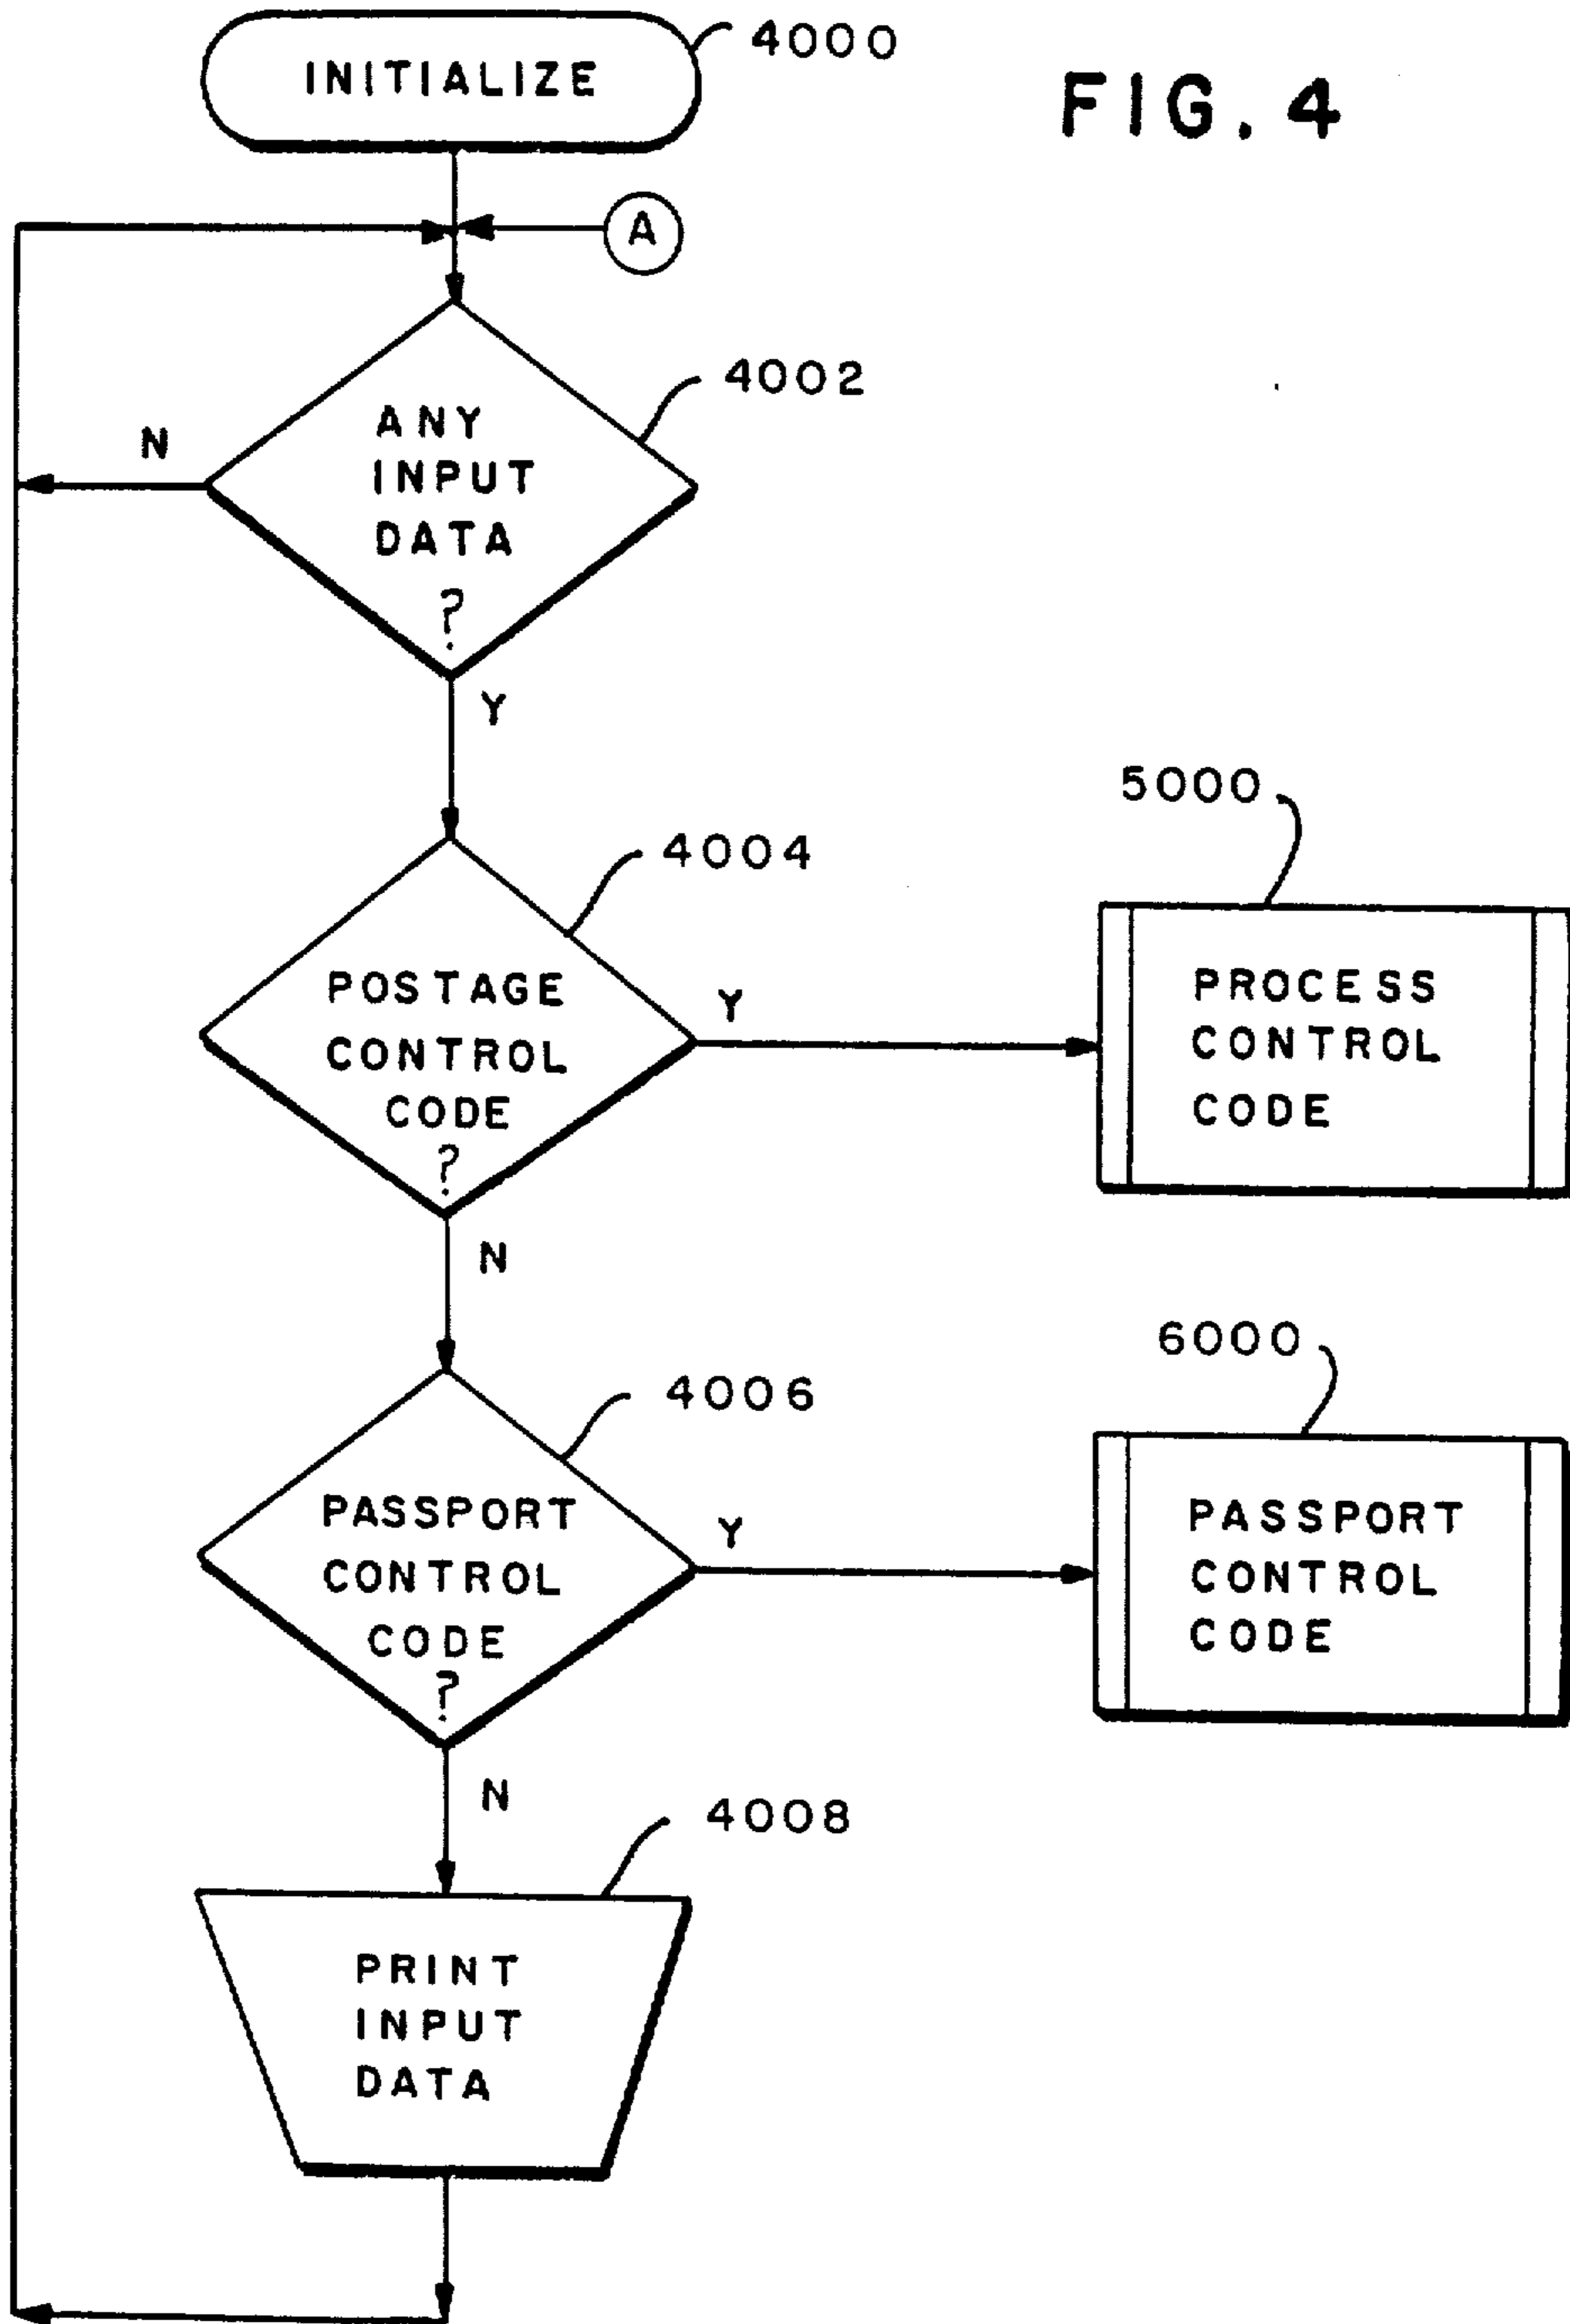 4000
INITIALIZE
FIG. 4
A
4002
N
ANY
INPUT
DATA
?
Y
5000
4004
POSTAGE
CONTROL
CODE
?
Y
PROCESS
CONTROL
CODE
N
6000
4006
PASSPORT
CONTROL
CODE
?
Y
PASSPORT
CONTROL
CODE
N
4008
PRINT
INPUT
DATA